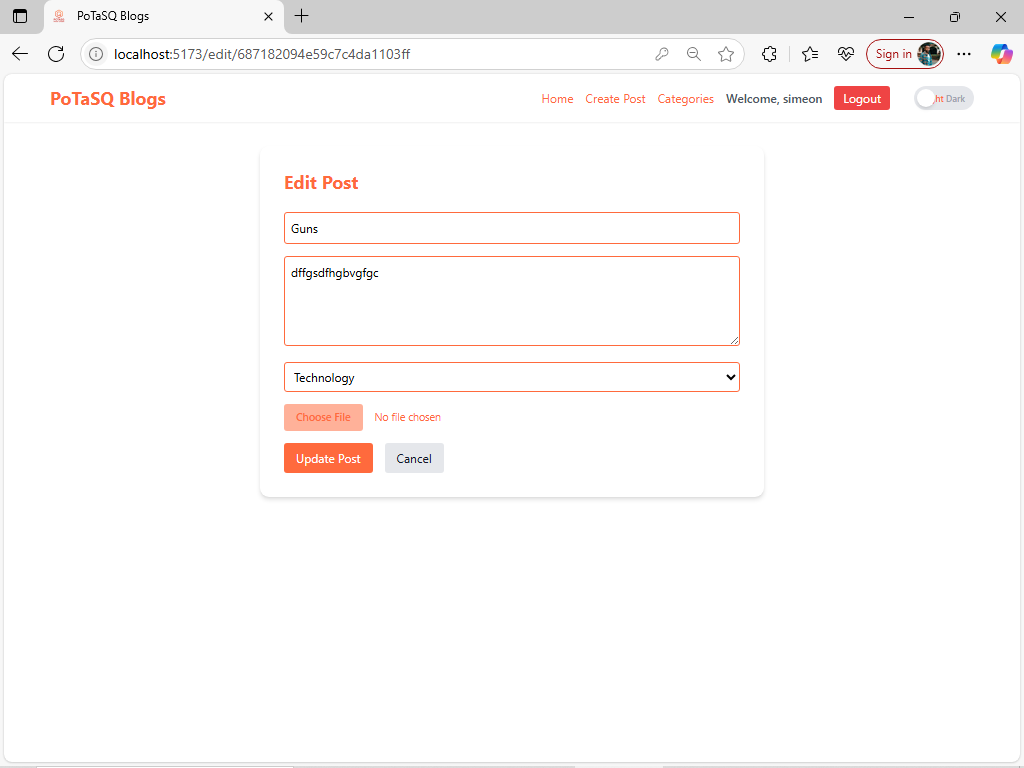 PoTaSQ Blogs
localhost:5173/edit/687182094e59c7c4da1103ff
Sign in
PoTaSQ Blogs
Home Create Post Categories Welcome, simeon Logout ht Dark
Edit Post
Guns
dffgsdfhgbvgfgc
Technology
Choose File No file chosen
Update Post Cancel